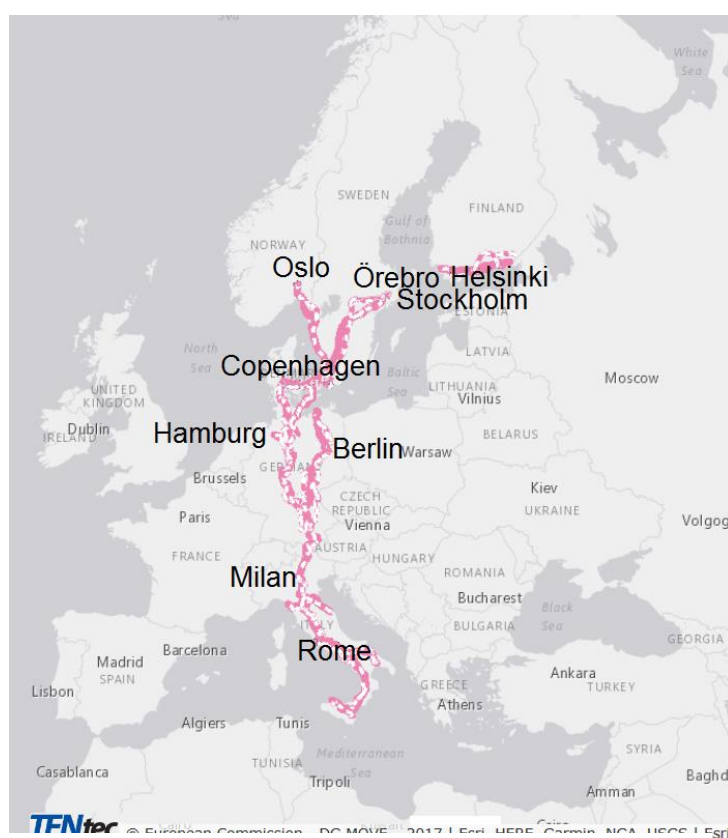 Sea
White
Sea
SWEDEN
Gulf of
Bothnia
FINLAND
NORWAY
Oslo
Örebro
Helsinki
Stockholm
ESTONIA
North
Sea
Copenhagen
Baltic
Sea
LATVIA
LITHUANIA
Vilnius
Moscow
UNITED
KINGDOM
Dublin
IRELAND
Hamburg
Berlin
Warsaw
BELARUS
GERMANY
Brussels
CZECH
REPUBLIC
Kiev
UKRAINE
Paris
Vienna
Volgog
FRANCE
AUSTRIA
HUNGARY
Milan
ROMANIA
Bucharest
Black
Sea
ITALY
BULGARIA
GEORGIA
Rome
Barcelona
Madrid
SPAIN
Lisbon
GREECE
Athens
Ankara
TURKEY
Algiers
Tunis
Mediterranean
Sea
SYRIA
Casablanca
TUNISIA
Tripoli
Baghd
Amman
TENtec © European Commission - DG MOVE - 2017 | Esri, HERE, Garmin, NGA, USGS | Esri